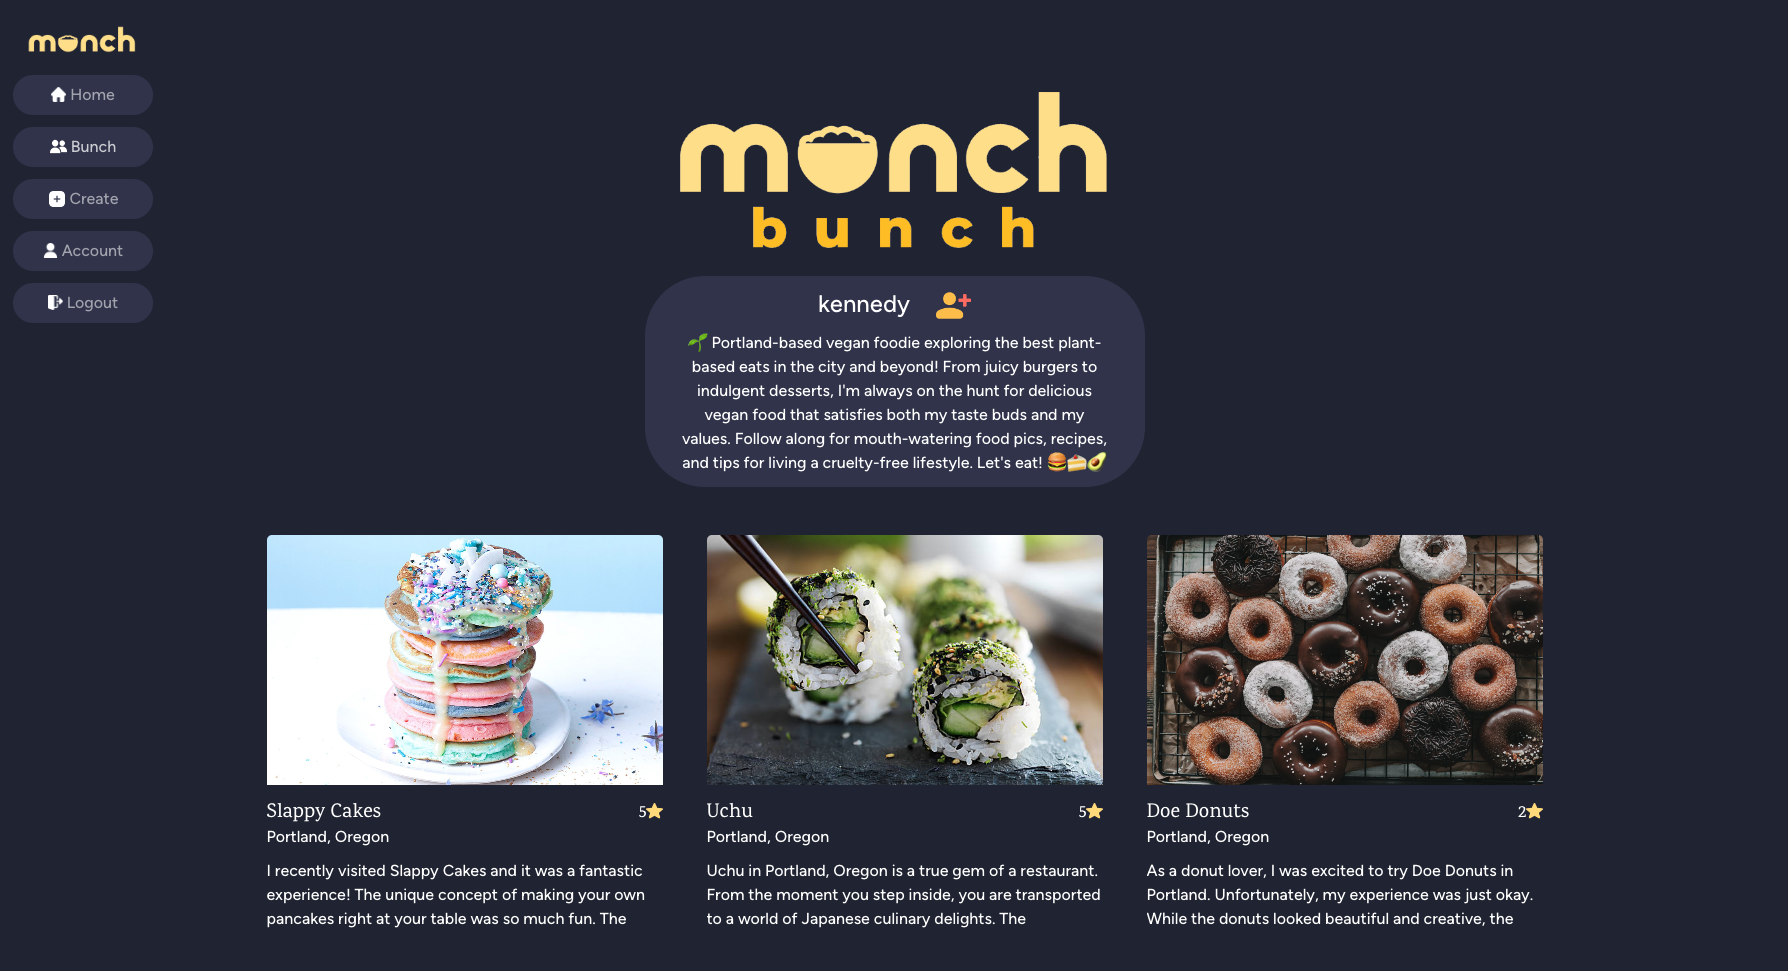 monch
Home
Bunch
Create
Account
Logout
monch
bunch
kennedy
🌱 Portland-based vegan foodie exploring the best plant-
based eats in the city and beyond! From juicy burgers to
indulgent desserts, I'm always on the hunt for delicious
vegan food that satisfies both my taste buds and my
values. Follow along for mouth-watering food pics, recipes,
and tips for living a cruelty-free lifestyle. Let's eat! 🍔🍰🥑
Slappy Cakes 5
Portland, Oregon
I recently visited Slappy Cakes and it was a fantastic
experience! The unique concept of making your own
pancakes right at your table was so much fun. The
Uchu 5
Portland, Oregon
Uchu in Portland, Oregon is a true gem of a restaurant.
From the moment you step inside, you are transported
to a world of Japanese culinary delights. The
Doe Donuts 2
Portland, Oregon
As a donut lover, I was excited to try Doe Donuts in
Portland. Unfortunately, my experience was just okay.
While the donuts looked beautiful and creative, the